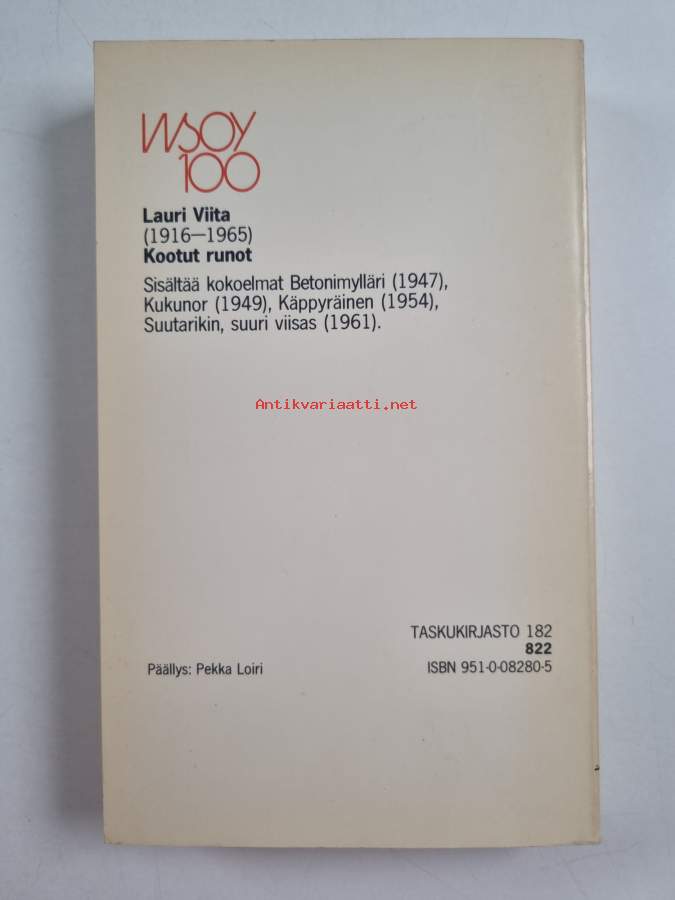 WSOY
100
Lauri Viita
(1916—1965)
Kootut runot
Sisältää kokoelmat Betonimylläri (1947),
Kukunor (1949), Käppyräinen (1954),
Suutarikin, suuri viisas (1961).
Antikvariaatti.net
TASKUKIRJASTO 182
822
Päällys: Pekka Loiri
ISBN 951-0-08280-5